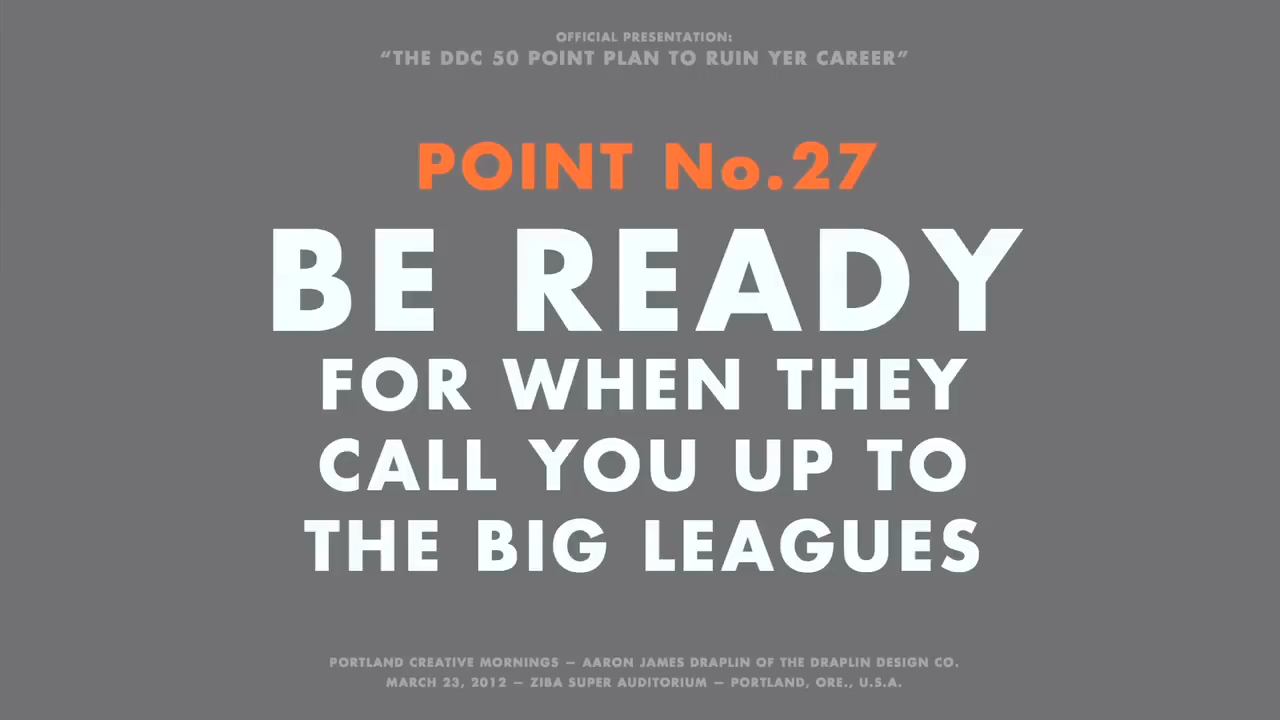 OFFICIAL PRESENTATION:
“THE DDC 50 POINT PLAN TO RUIN YER CAREER”
POINT No.27
BE READY
FOR WHEN THEY
CALL YOU UP TO
THE BIG LEAGUES
PORTLAND CREATIVE MORNINGS — AARON JAMES DRAPLIN OF THE DRAPLIN DESIGN CO.
MARCH 23, 2012 — ZIBA SUPER AUDITORIUM — PORTLAND, ORE., U.S.A.